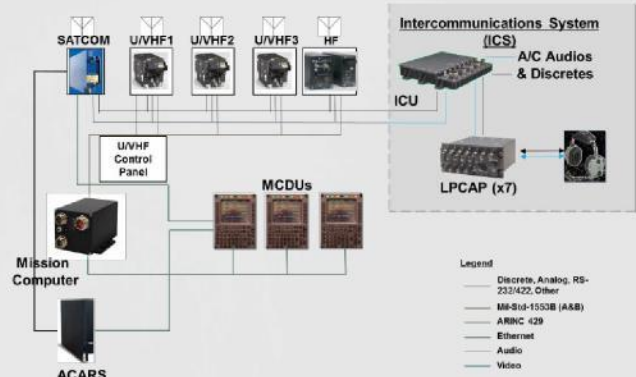 SATCOM U/VHF1 U/VHF2 U/VHF3 HF
Intercommunications System
(ICS)
A/C Audios
& Discretes
ICU
LPCAP (x7)
U/VHF
Control
Panel
MCDUs
Mission
Computer
ACARS
Legend
Discrete, Analog, RS-
232/422, Other
Mil-Std-1553B (A&B)
ARINC 429
Ethernet
Audio
Video